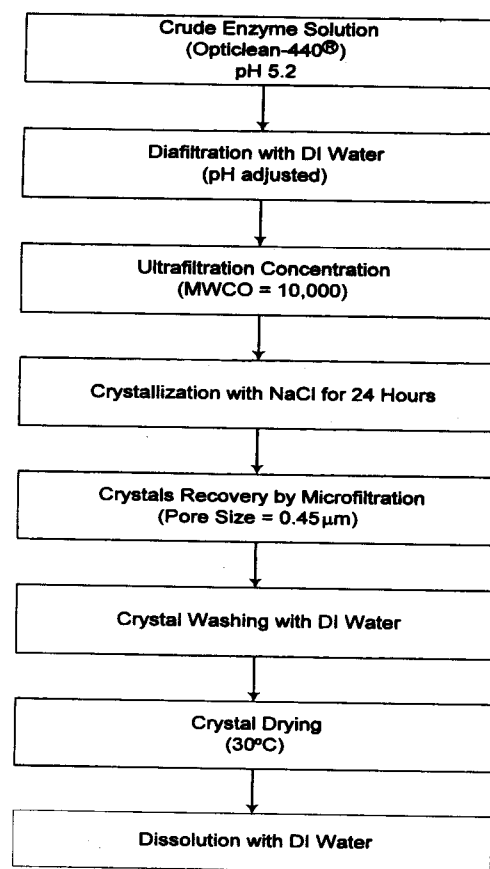 Crude Enzyme Solution
(Opticlean-440®)
pH 5.2
Diafiltration with DI Water
(pH adjusted)
Ultrafiltration Concentration
(MWCO = 10,000)
Crystallization with NaCl for 24 Hours
Crystals Recovery by Microfiltration
(Pore Size = 0.45μm)
Crystal Washing with DI Water
Crystal Drying
(30ºC)
Dissolution with DI Water